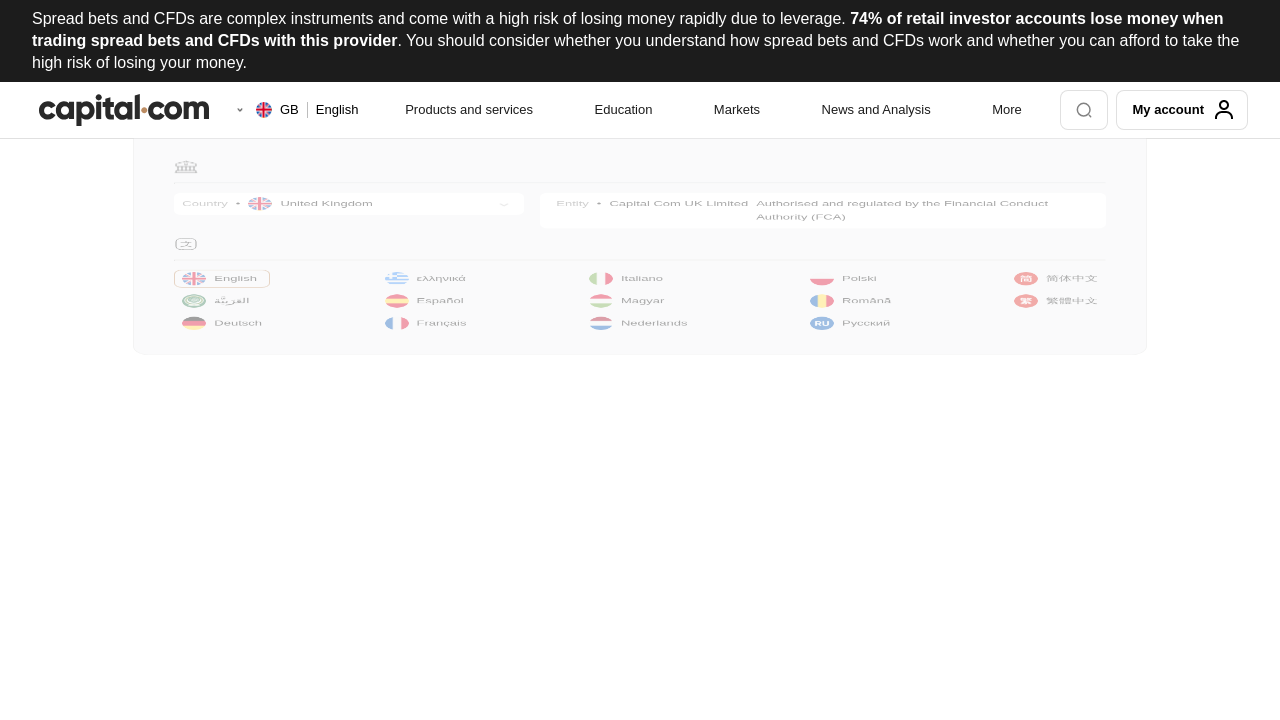 Spread bets and CFDs are complex instruments and come with a high risk of losing money rapidly due to leverage. 74% of retail investor accounts lose money when
trading spread bets and CFDs with this provider. You should consider whether you understand how spread bets and CFDs work and whether you can afford to take the
high risk of losing your money.
capital.com
GB English
Products and services
Education
Markets
News and Analysis
More
My account
Country
United Kingdom
Entity
Capital Com UK Limited
Authorised and regulated by the Financial Conduct
Authority (FCA)
文
English
ελληνικά
Italiano
Polski
简 简体中文
العربيّة
Español
Magyar
Română
繁 繁體中文
Deutsch
Français
Nederlands
RU Русский